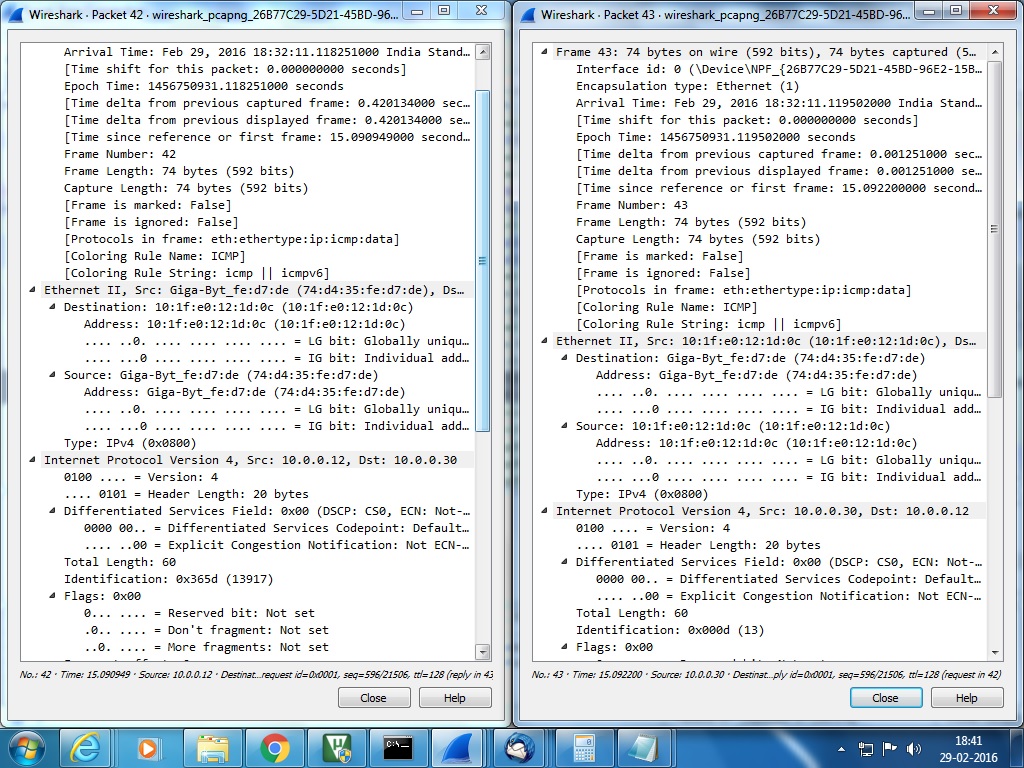 Wireshark · Packet 42 · wireshark_pcapng_26B77C29-5D21-45BD-96...
Arrival Time: Feb 29, 2016 18:32:11.118251000 India Stand...
[Time shift for this packet: 0.000000000 seconds]
Epoch Time: 1456750931.118251000 seconds
[Time delta from previous captured frame: 0.420134000 sec...
[Time delta from previous displayed frame: 0.420134000 se...
[Time since reference or first frame: 15.090949000 second...
Frame Number: 42
Frame Length: 74 bytes (592 bits)
Capture Length: 74 bytes (592 bits)
[Frame is marked: False]
[Frame is ignored: False]
[Protocols in frame: eth:ethertype:ip:icmp:data]
[Coloring Rule Name: ICMP]
[Coloring Rule String: icmp || icmpv6]
Ethernet II, Src: Giga-Byt_fe:d7:de (74:d4:35:fe:d7:de), Ds...
Destination: 10:1f:e0:12:1d:0c (10:1f:e0:12:1d:0c)
Address: 10:1f:e0:12:1d:0c (10:1f:e0:12:1d:0c)
.... ..0. .... .... .... .... = LG bit: Globally uniqu...
.... ...0 .... .... .... .... = IG bit: Individual add...
Source: Giga-Byt_fe:d7:de (74:d4:35:fe:d7:de)
Address: Giga-Byt_fe:d7:de (74:d4:35:fe:d7:de)
.... ..0. .... .... .... .... = LG bit: Globally uniqu...
.... ...0 .... .... .... .... = IG bit: Individual add...
Type: IPv4 (0x0800)
Internet Protocol Version 4, Src: 10.0.0.12, Dst: 10.0.0.30
0100 .... = Version: 4
.... 0101 = Header Length: 20 bytes
Differentiated Services Field: 0x00 (DSCP: CS0, ECN: Not-...
0000 00.. = Differentiated Services Codepoint: Default...
.... ..00 = Explicit Congestion Notification: Not ECN-...
Total Length: 60
Identification: 0x365d (13917)
Flags: 0x00
0... .... = Reserved bit: Not set
.0.. .... = Don't fragment: Not set
..0. .... = More fragments: Not set
No.: 42 · Time: 15.090949 · Source: 10.0.0.12 · Destinat...request id=0x0001, seq=596/21506, ttl=128 (reply in 43
Close
Help
Wireshark · Packet 43 · wireshark_pcapng_26B77C29-5D21-45BD-96...
Frame 43: 74 bytes on wire (592 bits), 74 bytes captured (5...
Interface id: 0 (\Device\NPF_{26B77C29-5D21-45BD-96E2-15B...
Encapsulation type: Ethernet (1)
Arrival Time: Feb 29, 2016 18:32:11.119502000 India Stand...
[Time shift for this packet: 0.000000000 seconds]
Epoch Time: 1456750931.119502000 seconds
[Time delta from previous captured frame: 0.001251000 sec...
[Time delta from previous displayed frame: 0.001251000 se...
[Time since reference or first frame: 15.092200000 second...
Frame Number: 43
Frame Length: 74 bytes (592 bits)
Capture Length: 74 bytes (592 bits)
[Frame is marked: False]
[Frame is ignored: False]
[Protocols in frame: eth:ethertype:ip:icmp:data]
[Coloring Rule Name: ICMP]
[Coloring Rule String: icmp || icmpv6]
Ethernet II, Src: 10:1f:e0:12:1d:0c (10:1f:e0:12:1d:0c), Ds...
Destination: Giga-Byt_fe:d7:de (74:d4:35:fe:d7:de)
Address: Giga-Byt_fe:d7:de (74:d4:35:fe:d7:de)
.... ..0. .... .... .... .... = LG bit: Globally uniqu...
.... ...0 .... .... .... .... = IG bit: Individual add...
Source: 10:1f:e0:12:1d:0c (10:1f:e0:12:1d:0c)
Address: 10:1f:e0:12:1d:0c (10:1f:e0:12:1d:0c)
.... ..0. .... .... .... .... = LG bit: Globally uniqu...
.... ...0 .... .... .... .... = IG bit: Individual add...
Type: IPv4 (0x0800)
Internet Protocol Version 4, Src: 10.0.0.30, Dst: 10.0.0.12
0100 .... = Version: 4
.... 0101 = Header Length: 20 bytes
Differentiated Services Field: 0x00 (DSCP: CS0, ECN: Not-...
0000 00.. = Differentiated Services Codepoint: Default...
.... ..00 = Explicit Congestion Notification: Not ECN-...
Total Length: 60
Identification: 0x000d (13)
Flags: 0x00
No.: 43 · Time: 15.092200 · Source: 10.0.0.30 · Destinat...ply id=0x0001, seq=596/21506, ttl=128 (request in 42)
Close
Help
C:\_
18:41
29-02-2016